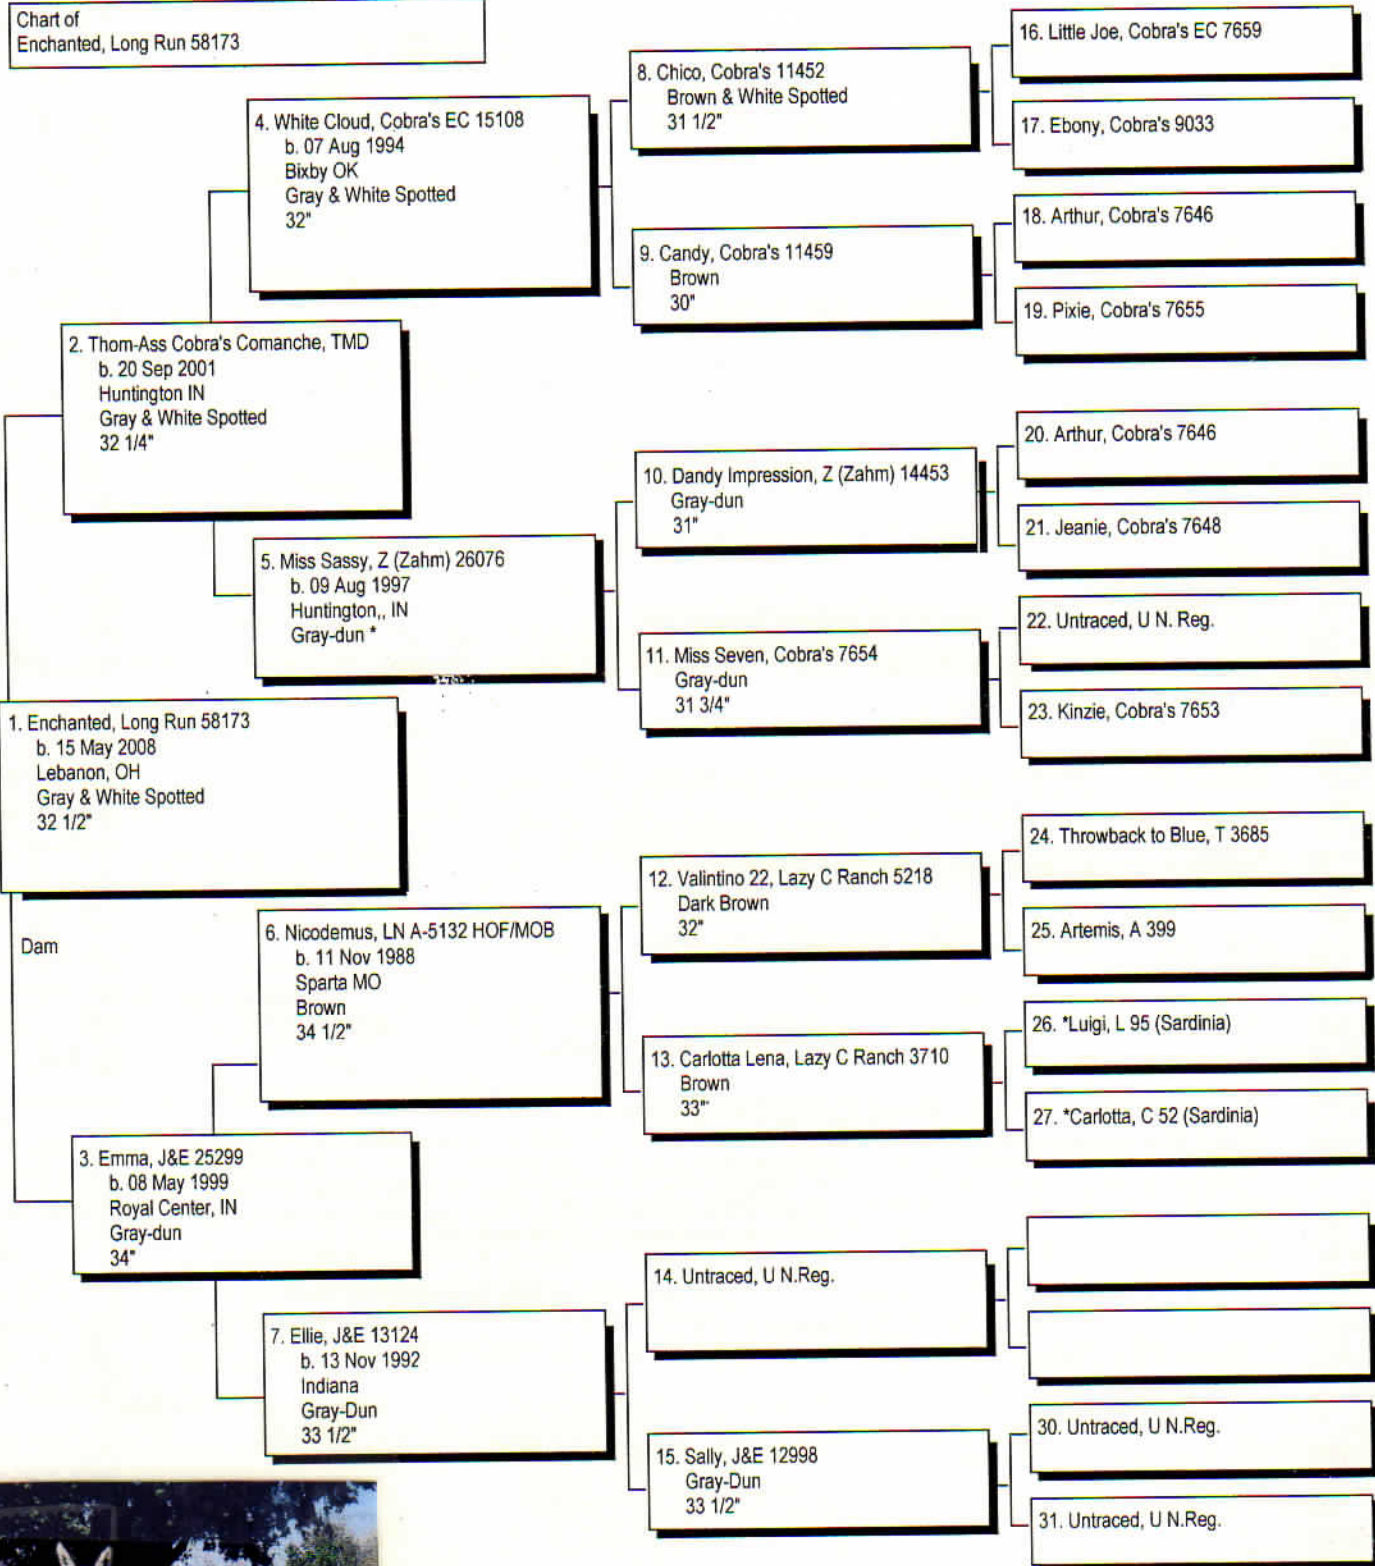 Chart of
Enchanted, Long Run 58173
1. Enchanted, Long Run 58173
b. 15 May 2008
Lebanon, OH
Gray & White Spotted
32 1/2"
2. Thom-Ass Cobra's Comanche, TMD
b. 20 Sep 2001
Huntington IN
Gray & White Spotted
32 1/4"
Dam
3. Emma, J&E 25299
b. 08 May 1999
Royal Center, IN
Gray-dun
34"
4. White Cloud, Cobra's EC 15108
b. 07 Aug 1994
Bixby OK
Gray & White Spotted
32"
5. Miss Sassy, Z (Zahm) 26076
b. 09 Aug 1997
Huntington,, IN
Gray-dun *
6. Nicodemus, LN A-5132 HOF/MOB
b. 11 Nov 1988
Sparta MO
Brown
34 1/2"
7. Ellie, J&E 13124
b. 13 Nov 1992
Indiana
Gray-Dun
33 1/2"
8. Chico, Cobra's 11452
Brown & White Spotted
31 1/2"
9. Candy, Cobra's 11459
Brown
30"
10. Dandy Impression, Z (Zahm) 14453
Gray-dun
31"
11. Miss Seven, Cobra's 7654
Gray-dun
31 3/4"
12. Valintino 22, Lazy C Ranch 5218
Dark Brown
32"
13. Carlotta Lena, Lazy C Ranch 3710
Brown
33"
14. Untraced, U N.Reg.
15. Sally, J&E 12998
Gray-Dun
33 1/2"
16. Little Joe, Cobra's EC 7659
17. Ebony, Cobra's 9033
18. Arthur, Cobra's 7646
19. Pixie, Cobra's 7655
20. Arthur, Cobra's 7646
21. Jeanie, Cobra's 7648
22. Untraced, U N. Reg.
23. Kinzie, Cobra's 7653
24. Throwback to Blue, T 3685
25. Artemis, A 399
26. *Luigi, L 95 (Sardinia)
27. *Carlotta, C 52 (Sardinia)
30. Untraced, U N.Reg.
31. Untraced, U N.Reg.